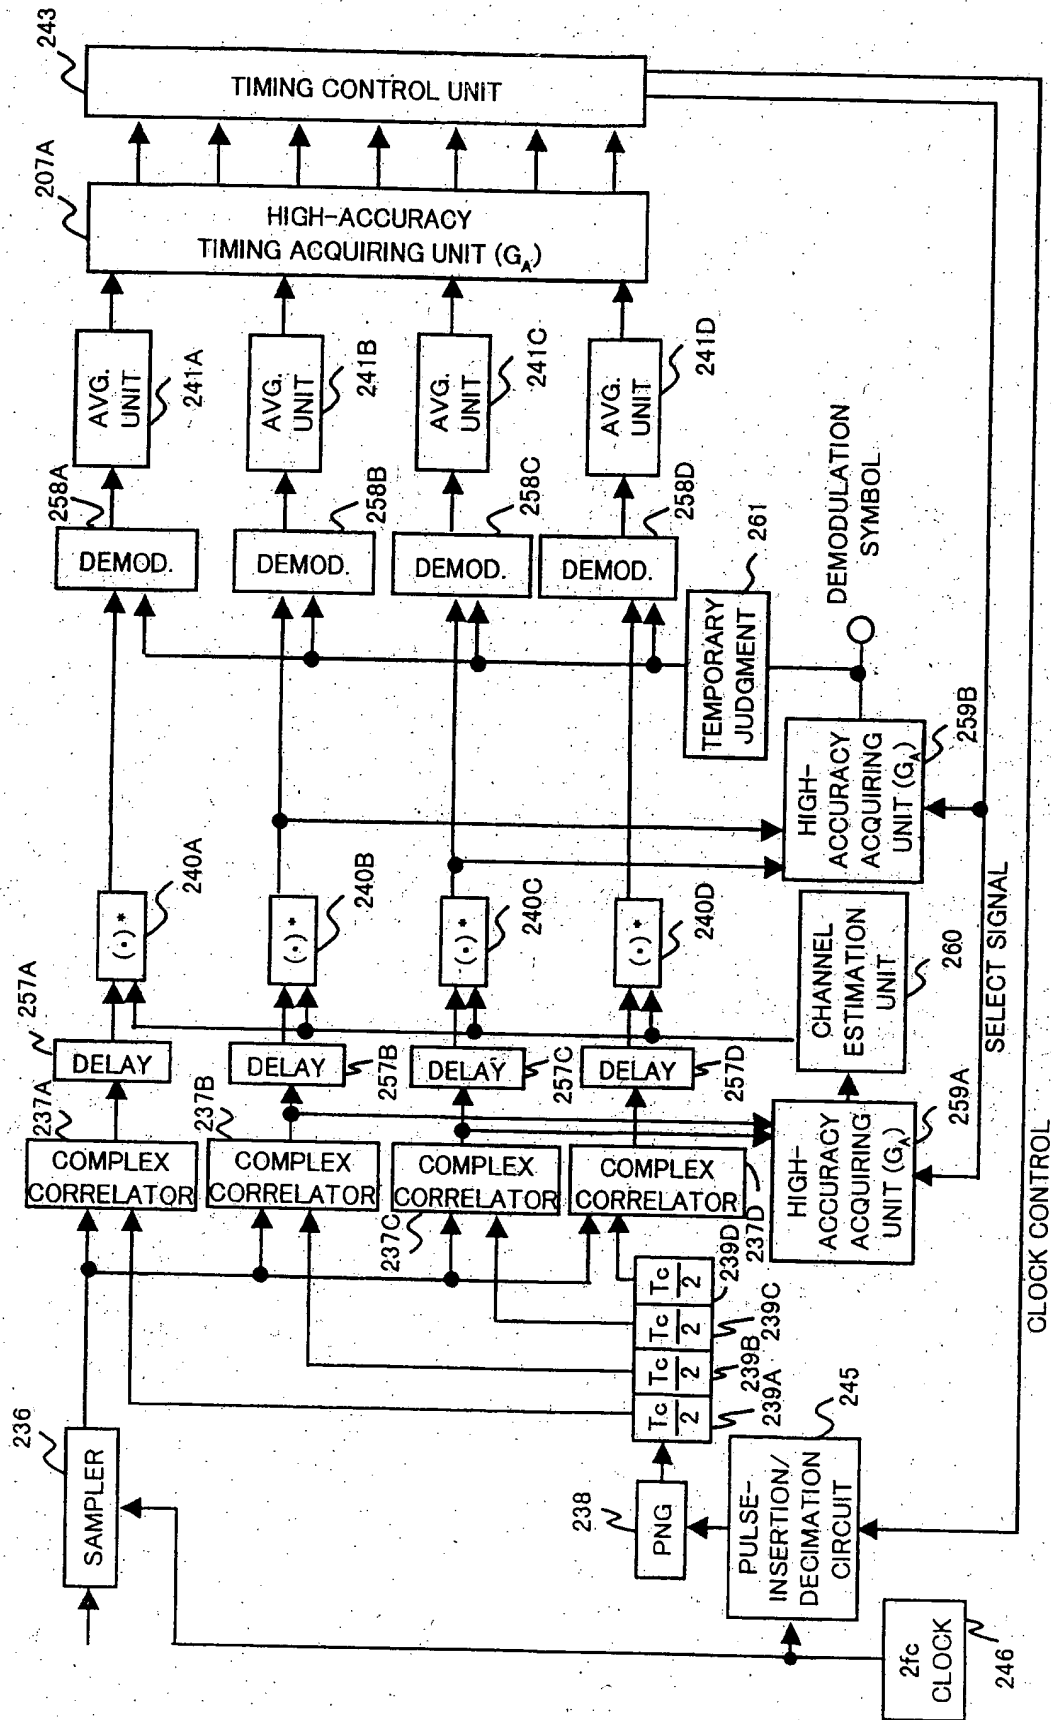 243
TIMING CONTROL UNIT
207A
HIGH-ACCURACY
TIMING ACQUIRING UNIT (GA)
AVG.
UNIT
241A
AVG.
UNIT
241B
AVG.
UNIT
241C
AVG.
UNIT
241D
258A
DEMOD.
258B
DEMOD.
258C
DEMOD.
258D
DEMOD.
261
TEMPORARY
JUDGMENT
DEMODULATION
SYMBOL
HIGH-
ACCURACY
ACQUIRING
UNIT (GA)
259B
(•)*
240A
(•)*
240B
(•)*
240C
(•)*
240D
CHANNEL
ESTIMATION
UNIT
260
SELECT SIGNAL
257A
DELAY
DELAY
257B
DELAY
257C
DELAY
257D
237A
COMPLEX
CORRELATOR
237B
COMPLEX
CORRELATOR
COMPLEX
CORRELATOR
237C
COMPLEX
CORRELATOR
237D
HIGH-
ACCURACY
ACQUIRING
UNIT (GA)
259A
CLOCK CONTROL
Tc
2
239D
Tc
2
239C
Tc
2
239B
Tc
2
239A
236
SAMPLER
238
PNG
245
PULSE-
INSERTION/
DECIMATION
CIRCUIT
2fc
CLOCK
246